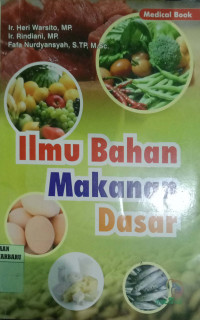 Medical Book
Ir. Heri Warsito, MP.
Ir. Rindiani, MP.
Fafa Nurdyansyah, S.TP, M.Sc.
Ilmu Bahan
Makanan
Dasar